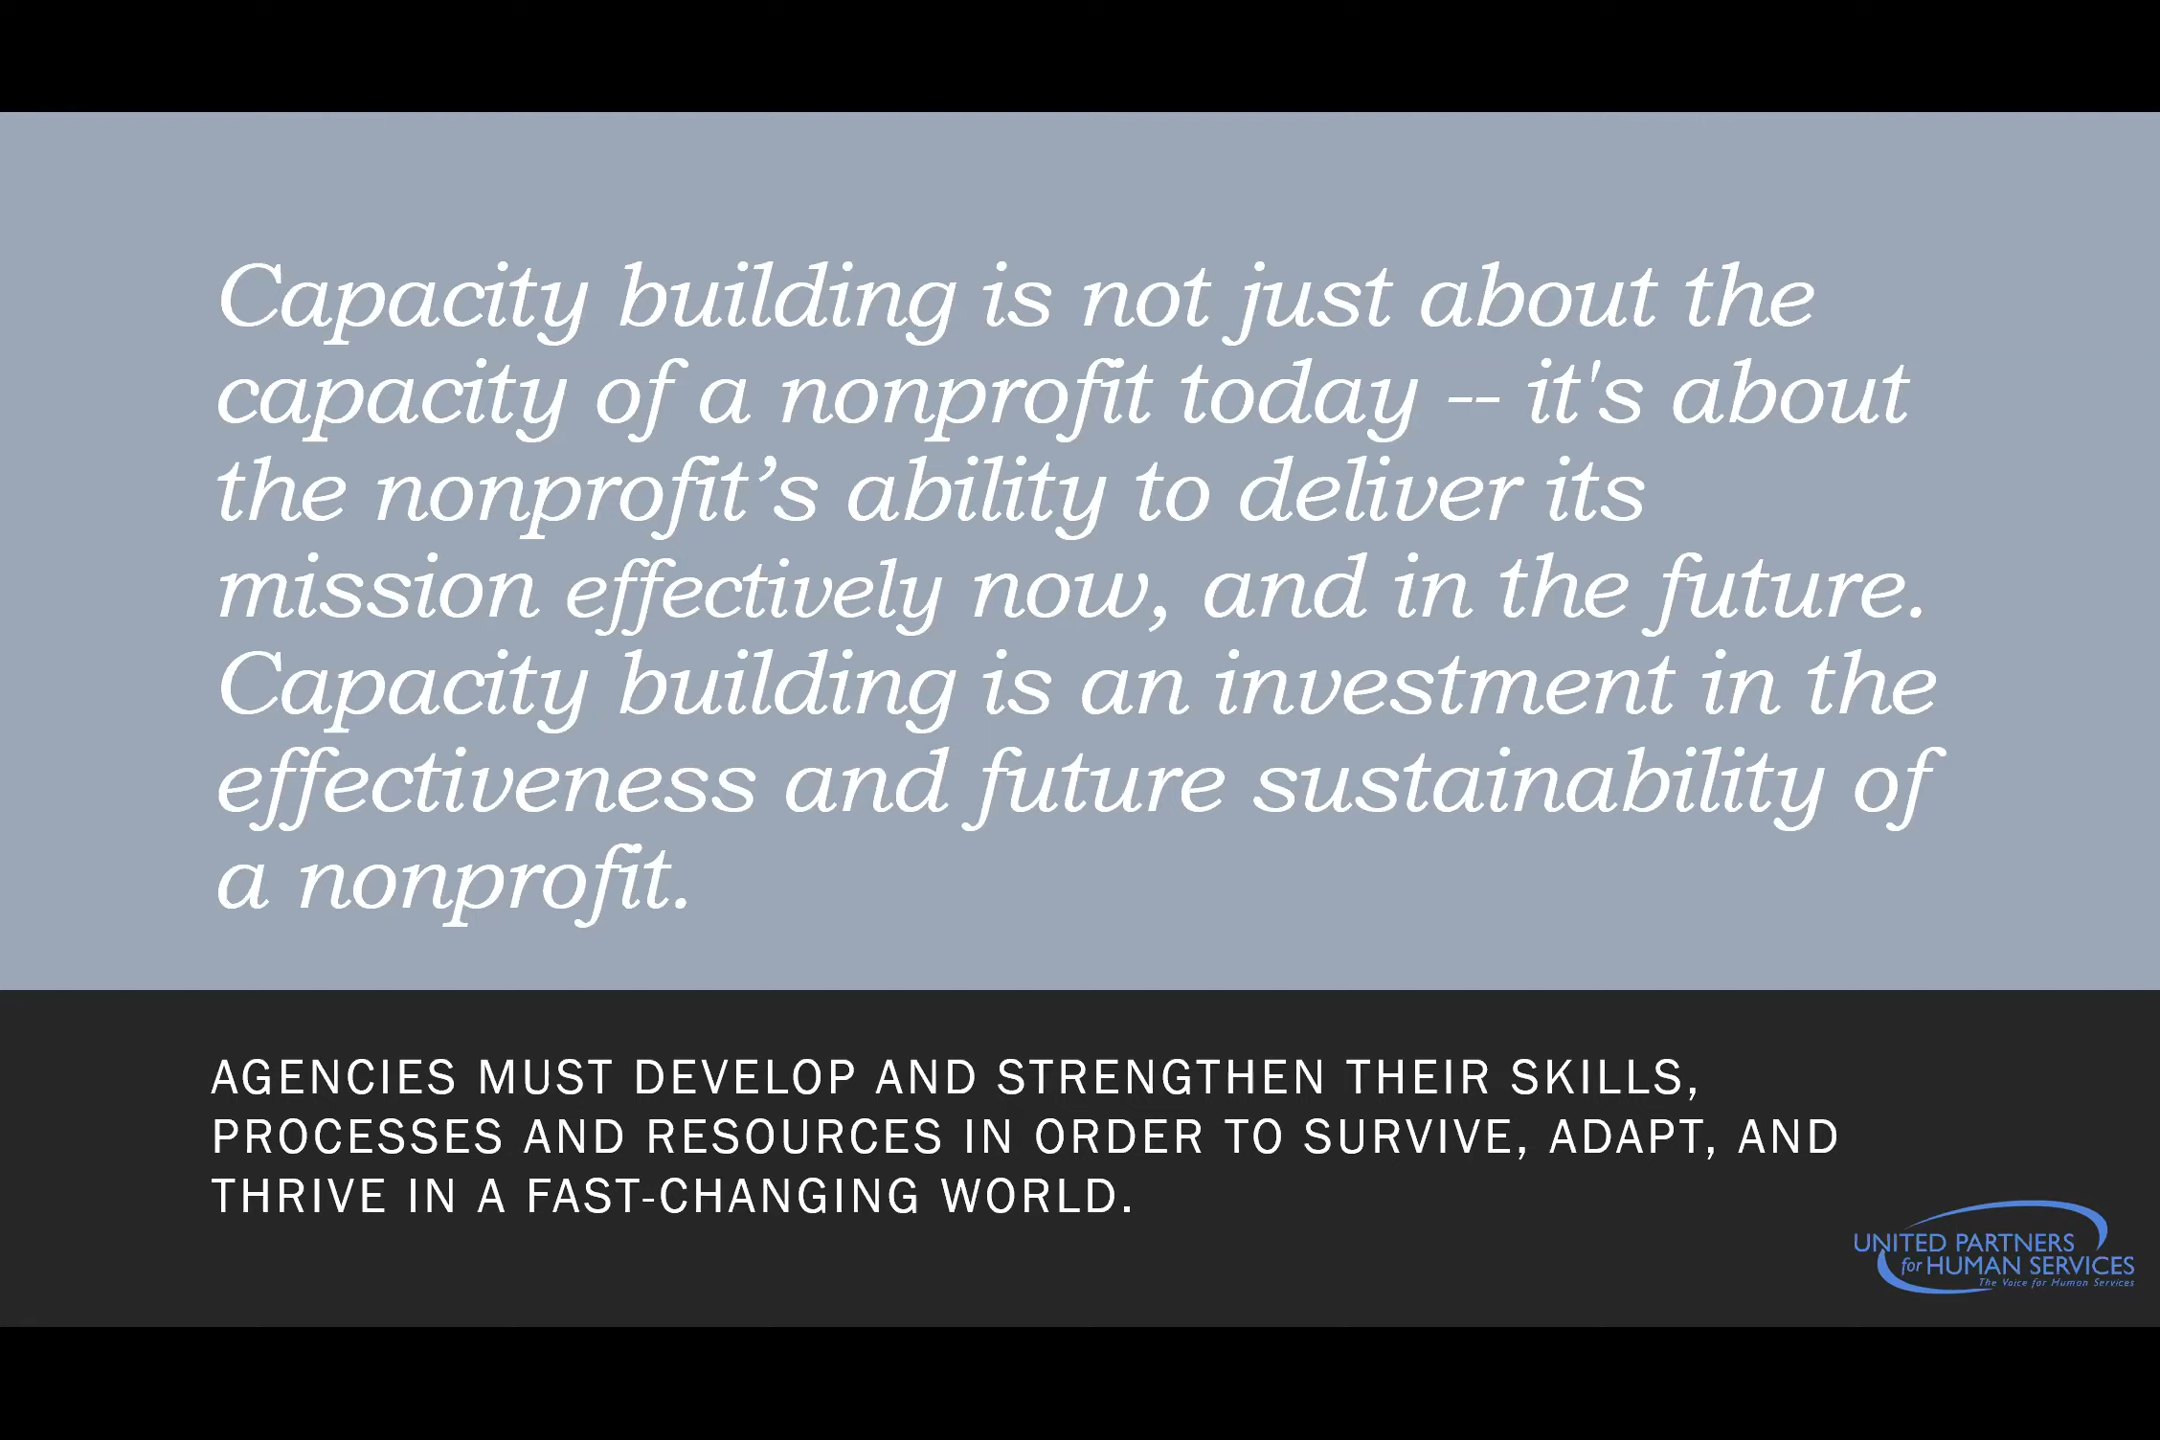 Capacity building is not just about the
capacity of a nonprofit today -- it's about
the nonprofit’s ability to deliver its
mission effectively now, and in the future.
Capacity building is an investment in the
effectiveness and future sustainability of
a nonprofit.
AGENCIES MUST DEVELOP AND STRENGTHEN THEIR SKILLS,
PROCESSES AND RESOURCES IN ORDER TO SURVIVE, ADAPT, AND
THRIVE IN A FAST-CHANGING WORLD.
UNITED PARTNERS
for HUMAN SERVICES
The Voice for Human Services